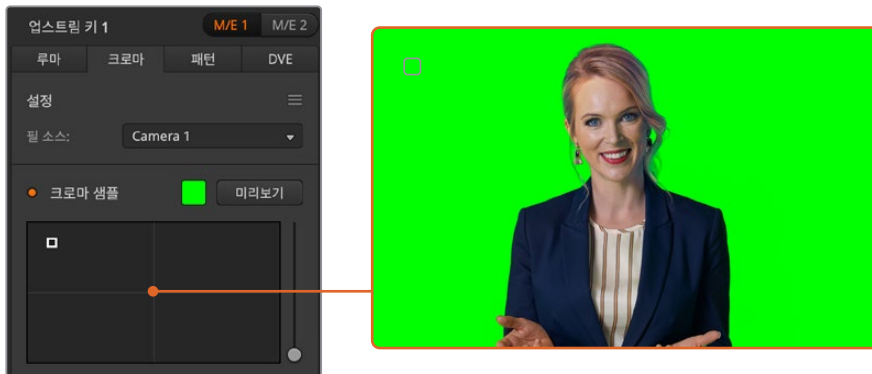 업스트림 키 1 M/E 1 M/E 2
루마 크로마 패턴 DVE
설정
필 소스: Camera 1
크로마 샘플 미리보기